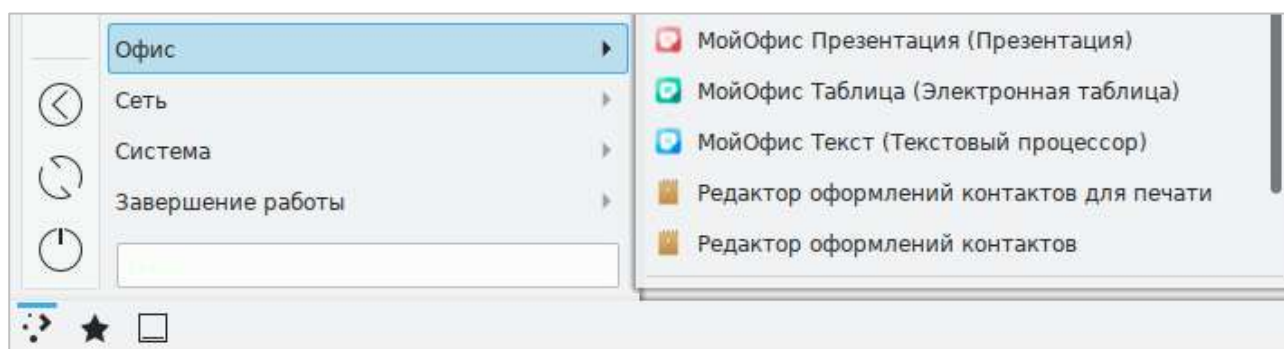 Офис
Сеть
Система
Завершение работы
МойОфис Презентация (Презентация)
МойОфис Таблица (Электронная таблица)
МойОфис Текст (Текстовый процессор)
Редактор оформлений контактов для печати
Редактор оформлений контактов